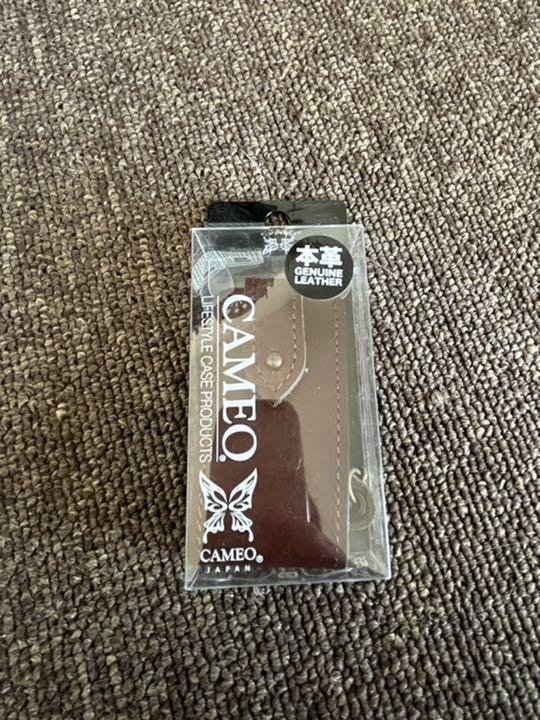 本革
GENUINE
LEATHER
CAMEO®
LIFESTYLE CASE PRODUCTS
CAMEO®
JAPAN